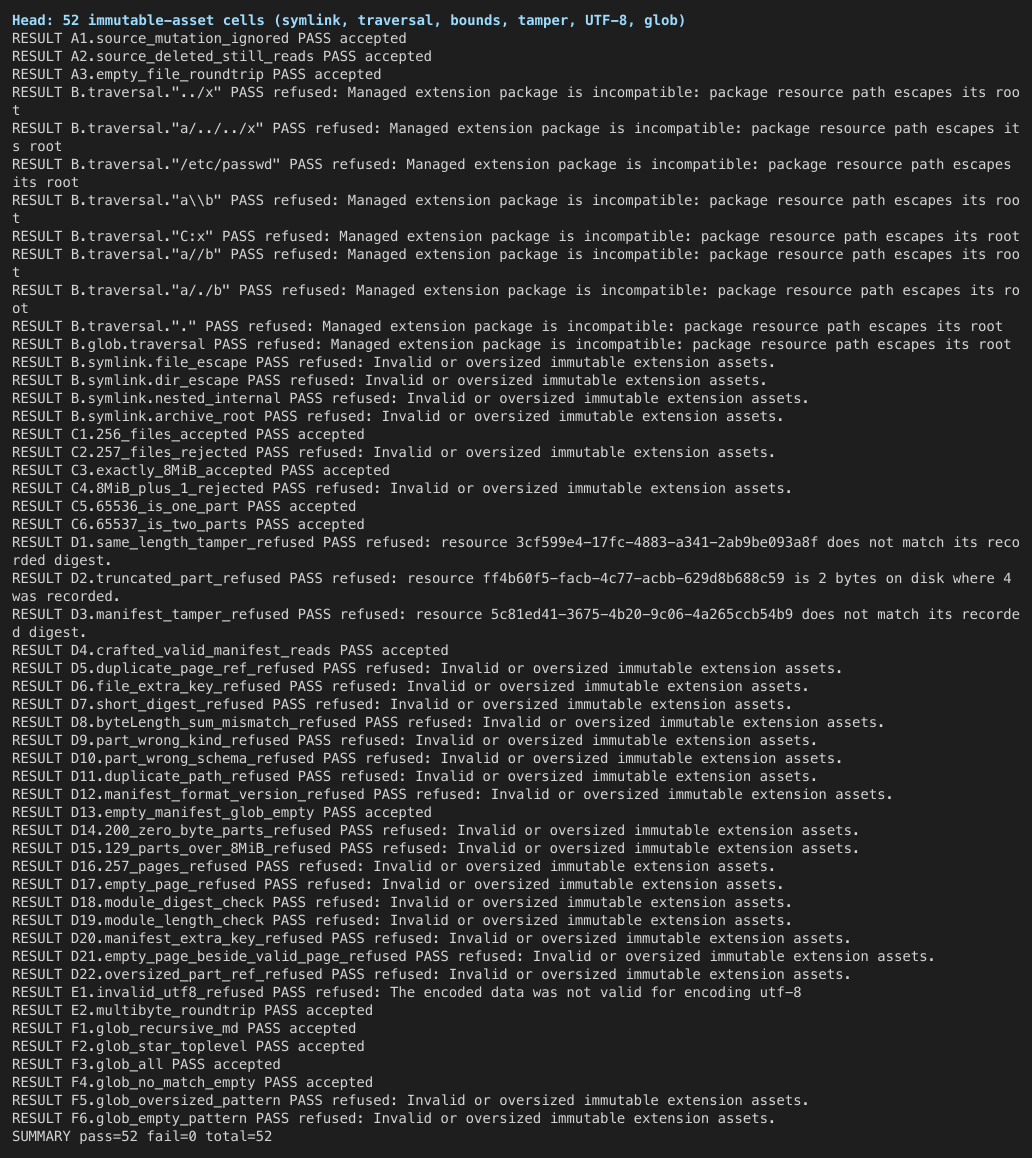 Head: 52 immutable-asset cells (symlink, traversal, bounds, tamper, UTF-8, glob)
RESULT A1.source_mutation_ignored PASS accepted
RESULT A2.source_deleted_still_reads PASS accepted
RESULT A3.empty_file_roundtrip PASS accepted
RESULT B.traversal."../x" PASS refused: Managed extension package is incompatible: package resource path escapes its roo
t
RESULT B.traversal."a/../../x" PASS refused: Managed extension package is incompatible: package resource path escapes it
s root
RESULT B.traversal."/etc/passwd" PASS refused: Managed extension package is incompatible: package resource path escapes
its root
RESULT B.traversal."a\\b" PASS refused: Managed extension package is incompatible: package resource path escapes its roo
t
RESULT B.traversal."C:x" PASS refused: Managed extension package is incompatible: package resource path escapes its root
RESULT B.traversal."a//b" PASS refused: Managed extension package is incompatible: package resource path escapes its roo
t
RESULT B.traversal."a/./b" PASS refused: Managed extension package is incompatible: package resource path escapes its ro
ot
RESULT B.traversal."." PASS refused: Managed extension package is incompatible: package resource path escapes its root
RESULT B.glob.traversal PASS refused: Managed extension package is incompatible: package resource path escapes its root
RESULT B.symlink.file_escape PASS refused: Invalid or oversized immutable extension assets.
RESULT B.symlink.dir_escape PASS refused: Invalid or oversized immutable extension assets.
RESULT B.symlink.nested_internal PASS refused: Invalid or oversized immutable extension assets.
RESULT B.symlink.archive_root PASS refused: Invalid or oversized immutable extension assets.
RESULT C1.256_files_accepted PASS accepted
RESULT C2.257_files_rejected PASS refused: Invalid or oversized immutable extension assets.
RESULT C3.exactly_8MiB_accepted PASS accepted
RESULT C4.8MiB_plus_1_rejected PASS refused: Invalid or oversized immutable extension assets.
RESULT C5.65536_is_one_part PASS accepted
RESULT C6.65537_is_two_parts PASS accepted
RESULT D1.same_length_tamper_refused PASS refused: resource 3cf599e4-17fc-4883-a341-2ab9be093a8f does not match its reco
rded digest.
RESULT D2.truncated_part_refused PASS refused: resource ff4b60f5-facb-4c77-acbb-629d8b688c59 is 2 bytes on disk where 4
was recorded.
RESULT D3.manifest_tamper_refused PASS refused: resource 5c81ed41-3675-4b20-9c06-4a265ccb54b9 does not match its recorde
d digest.
RESULT D4.crafted_valid_manifest_reads PASS accepted
RESULT D5.duplicate_page_ref_refused PASS refused: Invalid or oversized immutable extension assets.
RESULT D6.file_extra_key_refused PASS refused: Invalid or oversized immutable extension assets.
RESULT D7.short_digest_refused PASS refused: Invalid or oversized immutable extension assets.
RESULT D8.byteLength_sum_mismatch_refused PASS refused: Invalid or oversized immutable extension assets.
RESULT D9.part_wrong_kind_refused PASS refused: Invalid or oversized immutable extension assets.
RESULT D10.part_wrong_schema_refused PASS refused: Invalid or oversized immutable extension assets.
RESULT D11.duplicate_path_refused PASS refused: Invalid or oversized immutable extension assets.
RESULT D12.manifest_format_version_refused PASS refused: Invalid or oversized immutable extension assets.
RESULT D13.empty_manifest_glob_empty PASS accepted
RESULT D14.200_zero_byte_parts_refused PASS refused: Invalid or oversized immutable extension assets.
RESULT D15.129_parts_over_8MiB_refused PASS refused: Invalid or oversized immutable extension assets.
RESULT D16.257_pages_refused PASS refused: Invalid or oversized immutable extension assets.
RESULT D17.empty_page_refused PASS refused: Invalid or oversized immutable extension assets.
RESULT D18.module_digest_check PASS refused: Invalid or oversized immutable extension assets.
RESULT D19.module_length_check PASS refused: Invalid or oversized immutable extension assets.
RESULT D20.manifest_extra_key_refused PASS refused: Invalid or oversized immutable extension assets.
RESULT D21.empty_page_beside_valid_page_refused PASS refused: Invalid or oversized immutable extension assets.
RESULT D22.oversized_part_ref_refused PASS refused: Invalid or oversized immutable extension assets.
RESULT E1.invalid_utf8_refused PASS refused: The encoded data was not valid for encoding utf-8
RESULT E2.multibyte_roundtrip PASS accepted
RESULT F1.glob_recursive_md PASS accepted
RESULT F2.glob_star_toplevel PASS accepted
RESULT F3.glob_all PASS accepted
RESULT F4.glob_no_match_empty PASS accepted
RESULT F5.glob_oversized_pattern PASS refused: Invalid or oversized immutable extension assets.
RESULT F6.glob_empty_pattern PASS refused: Invalid or oversized immutable extension assets.
SUMMARY pass=52 fail=0 total=52